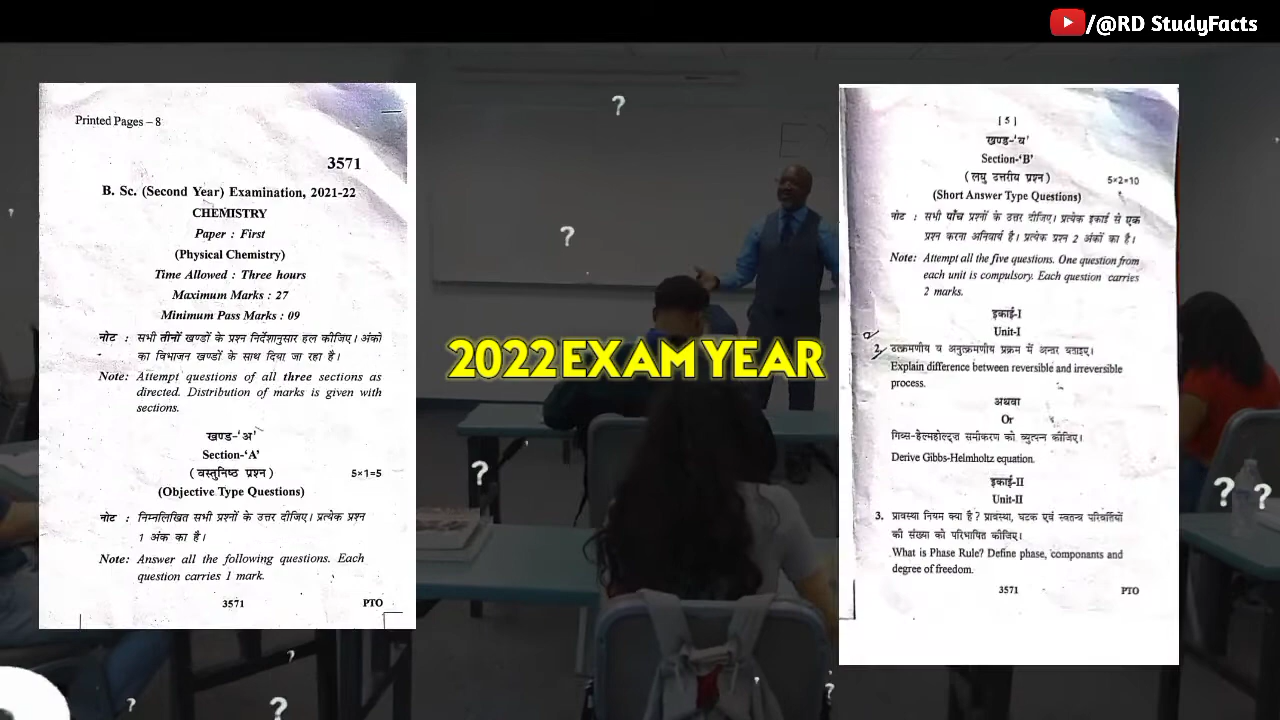 /@RD StudyFacts
Printed Pages – 8
3571
B. Sc. (Second Year) Examination, 2021-22
CHEMISTRY
Paper : First
(Physical Chemistry)
Time Allowed : Three hours
Maximum Marks : 27
Minimum Pass Marks : 09
नोट : सभी तीनों खण्डों के प्रश्न निर्देशानुसार हल कीजिए। अंकों
का विभाजन खण्डों के साथ दिया जा रहा है।
Note: Attempt questions of all three sections as
directed. Distribution of marks is given with
sections.
खण्ड-‘अ’
Section-‘A’
(वस्तुनिष्ठ प्रश्न) 5×1=5
(Objective Type Questions)
नोट : निम्नलिखित सभी प्रश्नों के उत्तर दीजिए। प्रत्येक प्रश्न
1 अंक का है।
Note: Answer all the following questions. Each
question carries 1 mark.
3571 PTO
2022 EXAM YEAR
[ 5 ]
खण्ड-‘ब’
Section-‘B’
(लघु उत्तरीय प्रश्न) 5×2=10
(Short Answer Type Questions)
नोट : सभी पाँच प्रश्नों के उत्तर दीजिए। प्रत्येक इकाई से एक
प्रश्न करना अनिवार्य है। प्रत्येक प्रश्न 2 अंकों का है।
Note: Attempt all the five questions. One question from
each unit is compulsory. Each question carries
2 marks.
इकाई-I
Unit-I
2. उत्क्रमणीय व अनुत्क्रमणीय प्रक्रम में अन्तर बताइए।
Explain difference between reversible and irreversible
process.
अथवा
Or
गिब्स-हेल्महोल्ट्ज समीकरण को व्युत्पन्न कीजिए।
Derive Gibbs-Helmholtz equation.
इकाई-II
Unit-II
3. प्रावस्था नियम क्या है? प्रावस्था, घटक एवं स्वतन्त्र परिवर्तियों
की संख्या को परिभाषित कीजिए।
What is Phase Rule? Define phase, componants and
degree of freedom.
3571 PTO